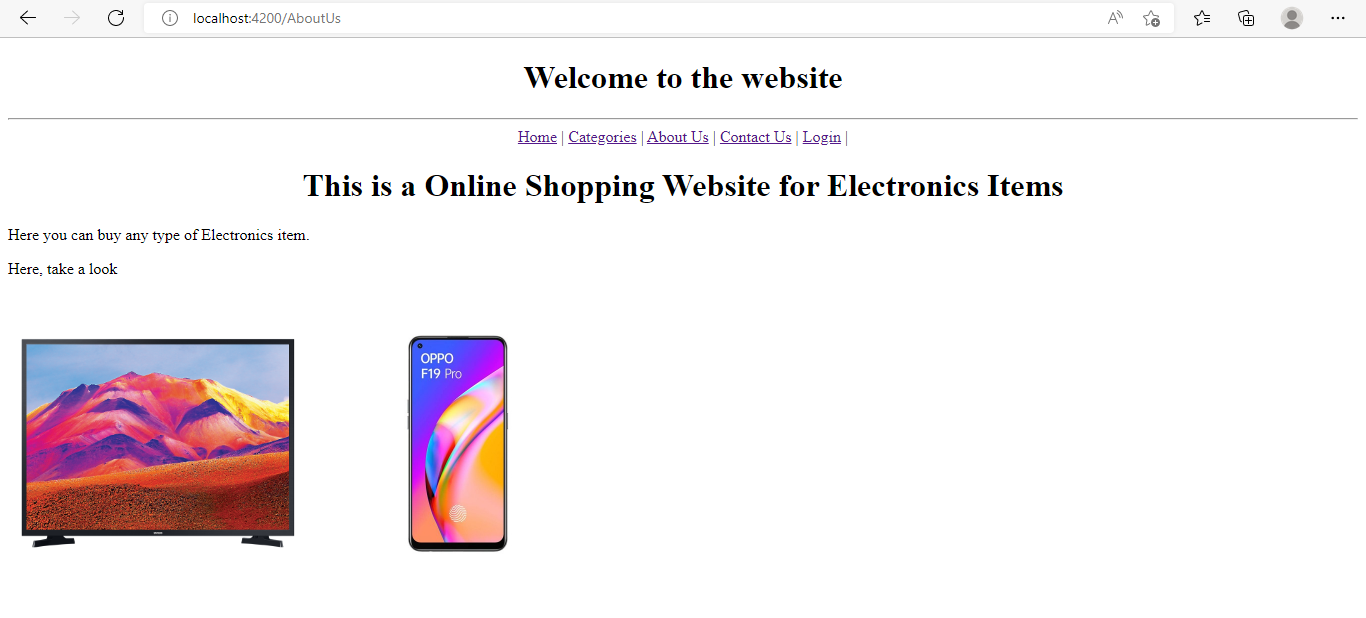 localhost:4200/AboutUs
Welcome to the website
Home | Categories | About Us | Contact Us | Login |
This is a Online Shopping Website for Electronics Items
Here you can buy any type of Electronics item.
Here, take a look
OPPO
F19 Pro